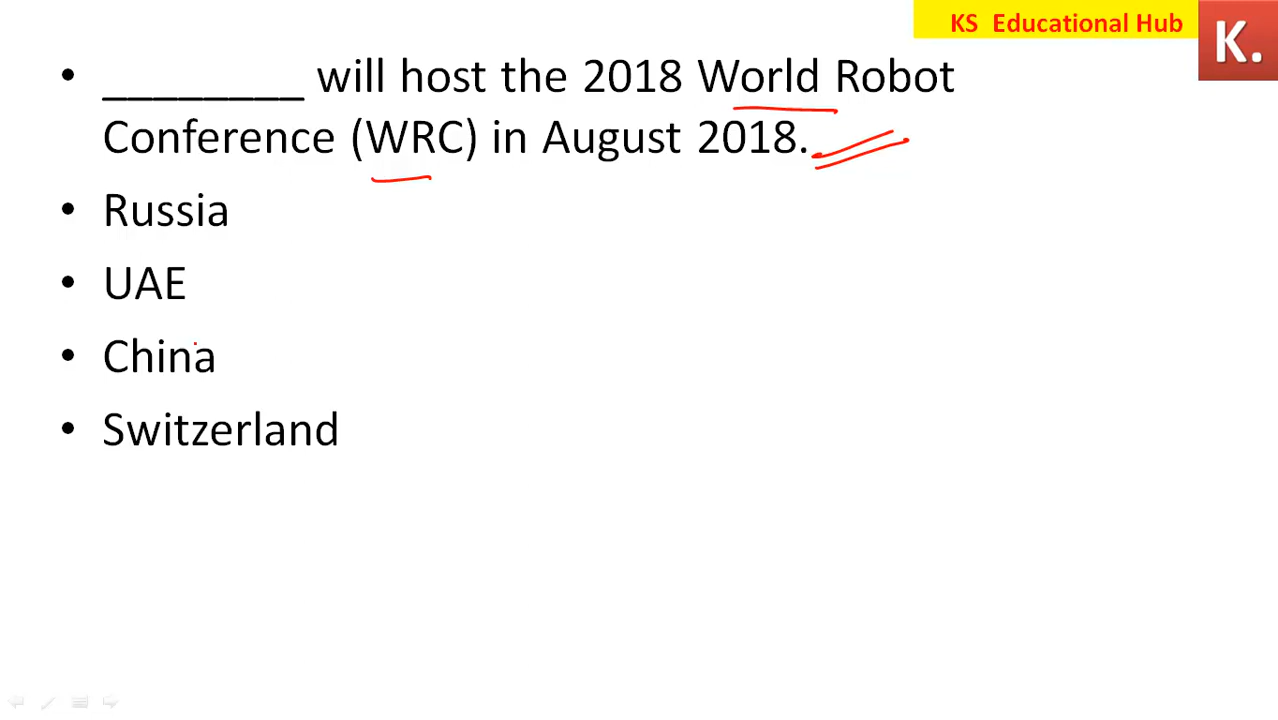 KS Educational Hub
K.
• ________ will host the 2018 World Robot
Conference (WRC) in August 2018.
• Russia
• UAE
• China
• Switzerland